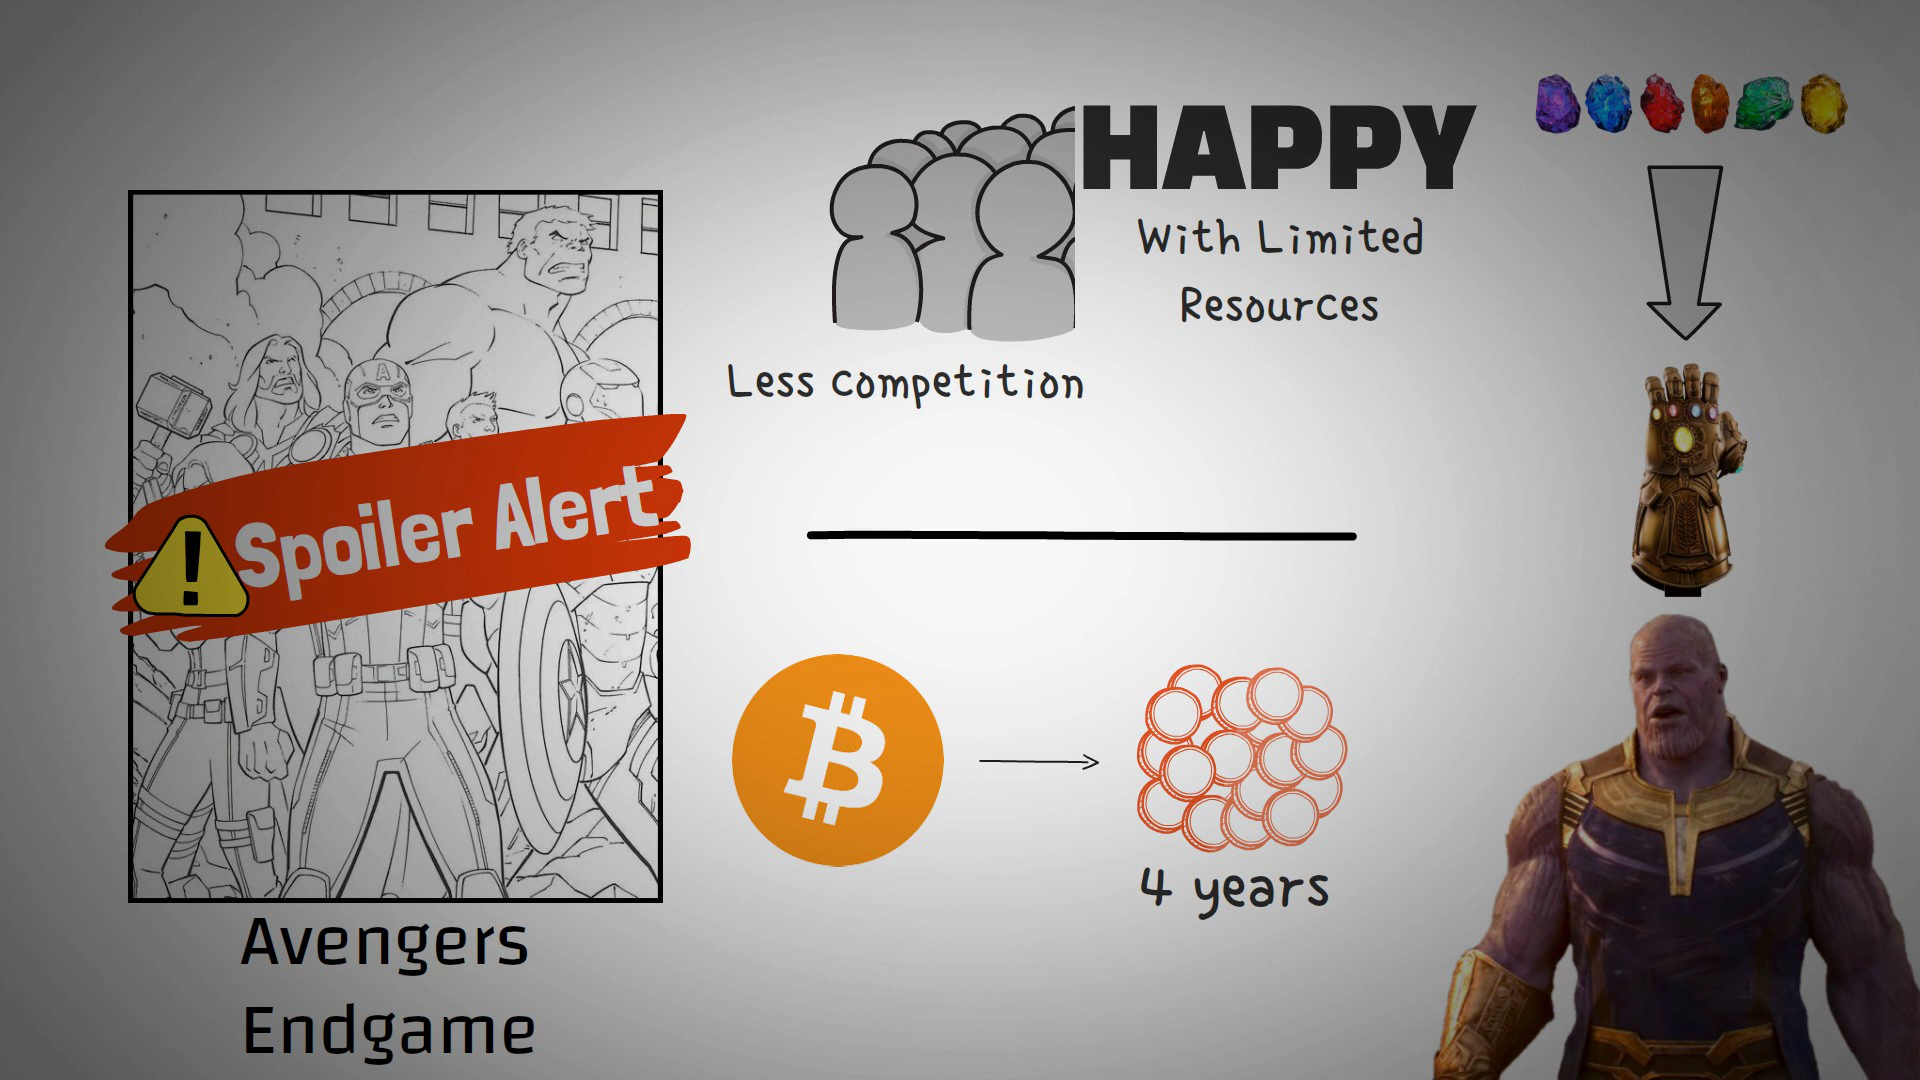 HAPPY
With Limited
Resources
Less competition
Spoiler Alert
4 years
Avengers
Endgame